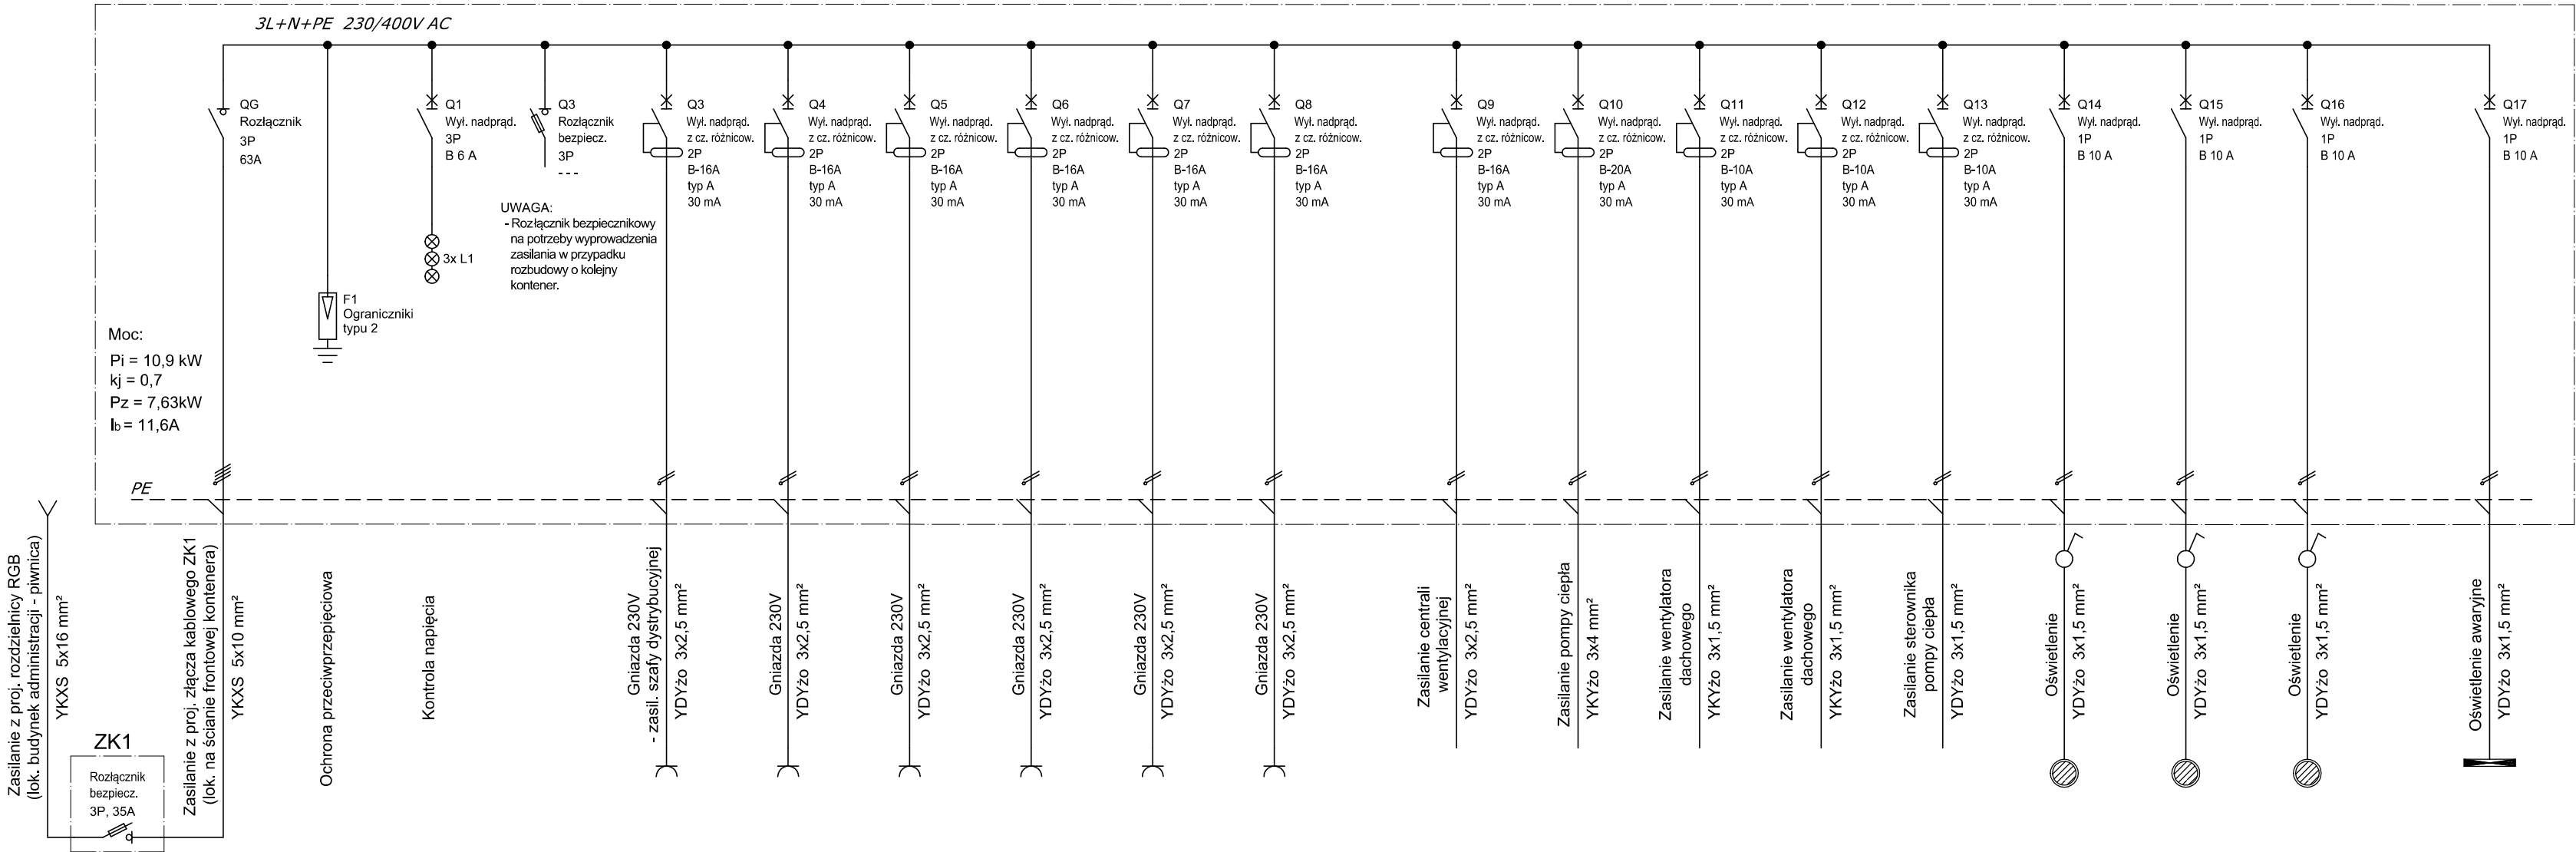 3L+N+PE 230/400V AC
QG
Rozłącznik
3P
63A
F1
Ograniczniki
typu 2
Q1
Wył. nadprąd.
3P
B 6 A
3x L1
Q3
Rozłącznik
bezpiecz.
3P
---
UWAGA:
- Rozłącznik bezpiecznikowy
na potrzeby wyprowadzenia
zasilania w przypadku
rozbudowy o kolejny
kontener.
Q3
Wył. nadprąd.
z cz. różnicow.
2P
B-16A
typ A
30 mA
Q4
Wył. nadprąd.
z cz. różnicow.
2P
B-16A
typ A
30 mA
Q5
Wył. nadprąd.
z cz. różnicow.
2P
B-16A
typ A
30 mA
Q6
Wył. nadprąd.
z cz. różnicow.
2P
B-16A
typ A
30 mA
Q7
Wył. nadprąd.
z cz. różnicow.
2P
B-16A
typ A
30 mA
Q8
Wył. nadprąd.
z cz. różnicow.
2P
B-16A
typ A
30 mA
Q9
Wył. nadprąd.
z cz. różnicow.
2P
B-16A
typ A
30 mA
Q10
Wył. nadprąd.
z cz. różnicow.
2P
B-20A
typ A
30 mA
Q11
Wył. nadprąd.
z cz. różnicow.
2P
B-10A
typ A
30 mA
Q12
Wył. nadprąd.
z cz. różnicow.
2P
B-10A
typ A
30 mA
Q13
Wył. nadprąd.
z cz. różnicow.
2P
B-10A
typ A
30 mA
Q14
Wył. nadprąd.
1P
B 10 A
Q15
Wył. nadprąd.
1P
B 10 A
Q16
Wył. nadprąd.
1P
B 10 A
Q17
Wył. nadprąd.
1P
B 10 A
Moc:
Pi = 10,9 kW
kj = 0,7
Pz = 7,63kW
Ib = 11,6A
PE
Zasilanie z proj. rozdzielnicy RGB
(lok. budynek administracji - piwnica)
YKXS 5x16 mm²
ZK1
Rozłącznik
bezpiecz.
3P, 35A
Zasilanie z proj. złącza kablowego ZK1
(lok. na ścianie frontowej kontenera)
YKXS 5x10 mm²
Ochrona przeciwprzepięciowa
Kontrola napięcia
Gniazda 230V
- zasil. szafy dystrybucyjnej
YDYżo 3x2,5 mm²
Gniazda 230V
YDYżo 3x2,5 mm²
Gniazda 230V
YDYżo 3x2,5 mm²
Gniazda 230V
YDYżo 3x2,5 mm²
Gniazda 230V
YDYżo 3x2,5 mm²
Gniazda 230V
YDYżo 3x2,5 mm²
Zasilanie centrali
wentylacyjnej
YDYżo 3x2,5 mm²
Zasilanie pompy ciepła
YKYżo 3x4 mm²
Zasilanie wentylatora
dachowego
YKYżo 3x1,5 mm²
Zasilanie wentylatora
dachowego
YKYżo 3x1,5 mm²
Zasilanie sterownika
pompy ciepła
YDYżo 3x1,5 mm²
Oświetlenie
YDYżo 3x1,5 mm²
Oświetlenie
YDYżo 3x1,5 mm²
Oświetlenie
YDYżo 3x1,5 mm²
Oświetlenie awaryjne
YDYżo 3x1,5 mm²